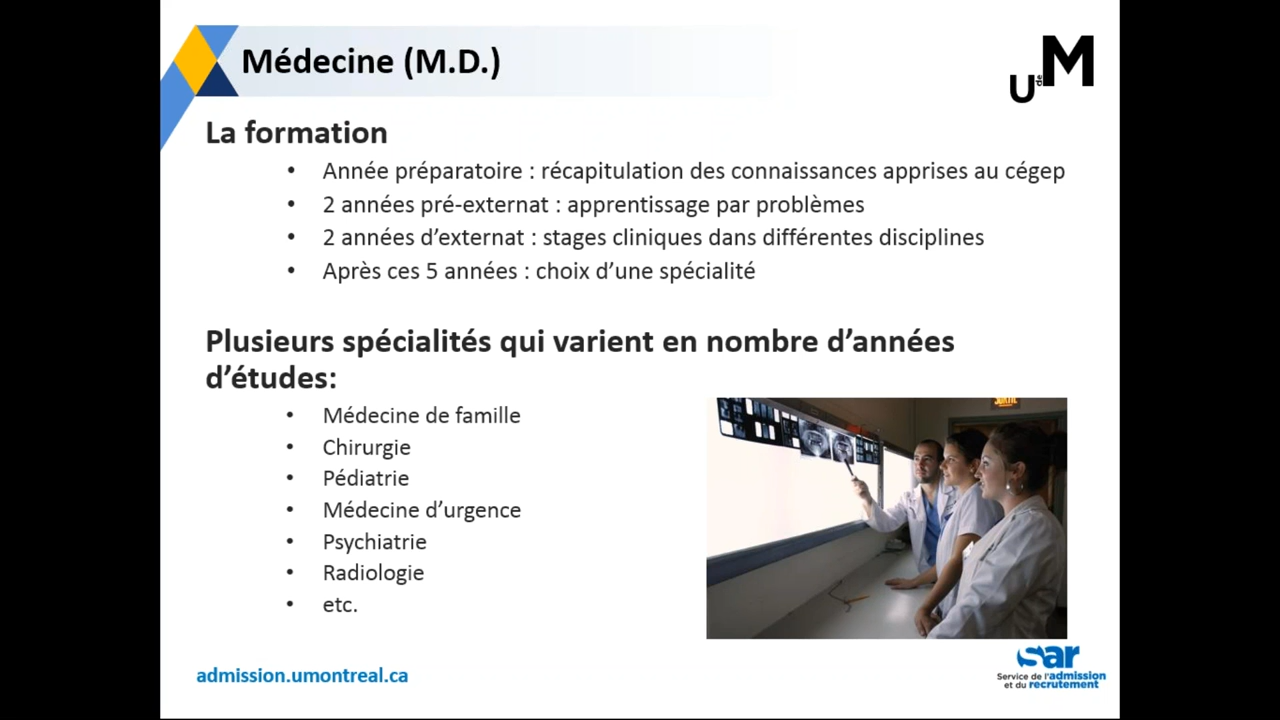 Médecine (M.D.)
U de M
La formation
• Année préparatoire : récapitulation des connaissances apprises au cégep
• 2 années pré-externat : apprentissage par problèmes
• 2 années d’externat : stages cliniques dans différentes disciplines
• Après ces 5 années : choix d’une spécialité
Plusieurs spécialités qui varient en nombre d’années
d’études:
• Médecine de famille
• Chirurgie
• Pédiatrie
• Médecine d’urgence
• Psychiatrie
• Radiologie
• etc.
SORTIE
admission.umontreal.ca
sar
Service de l'admission
et du recrutement